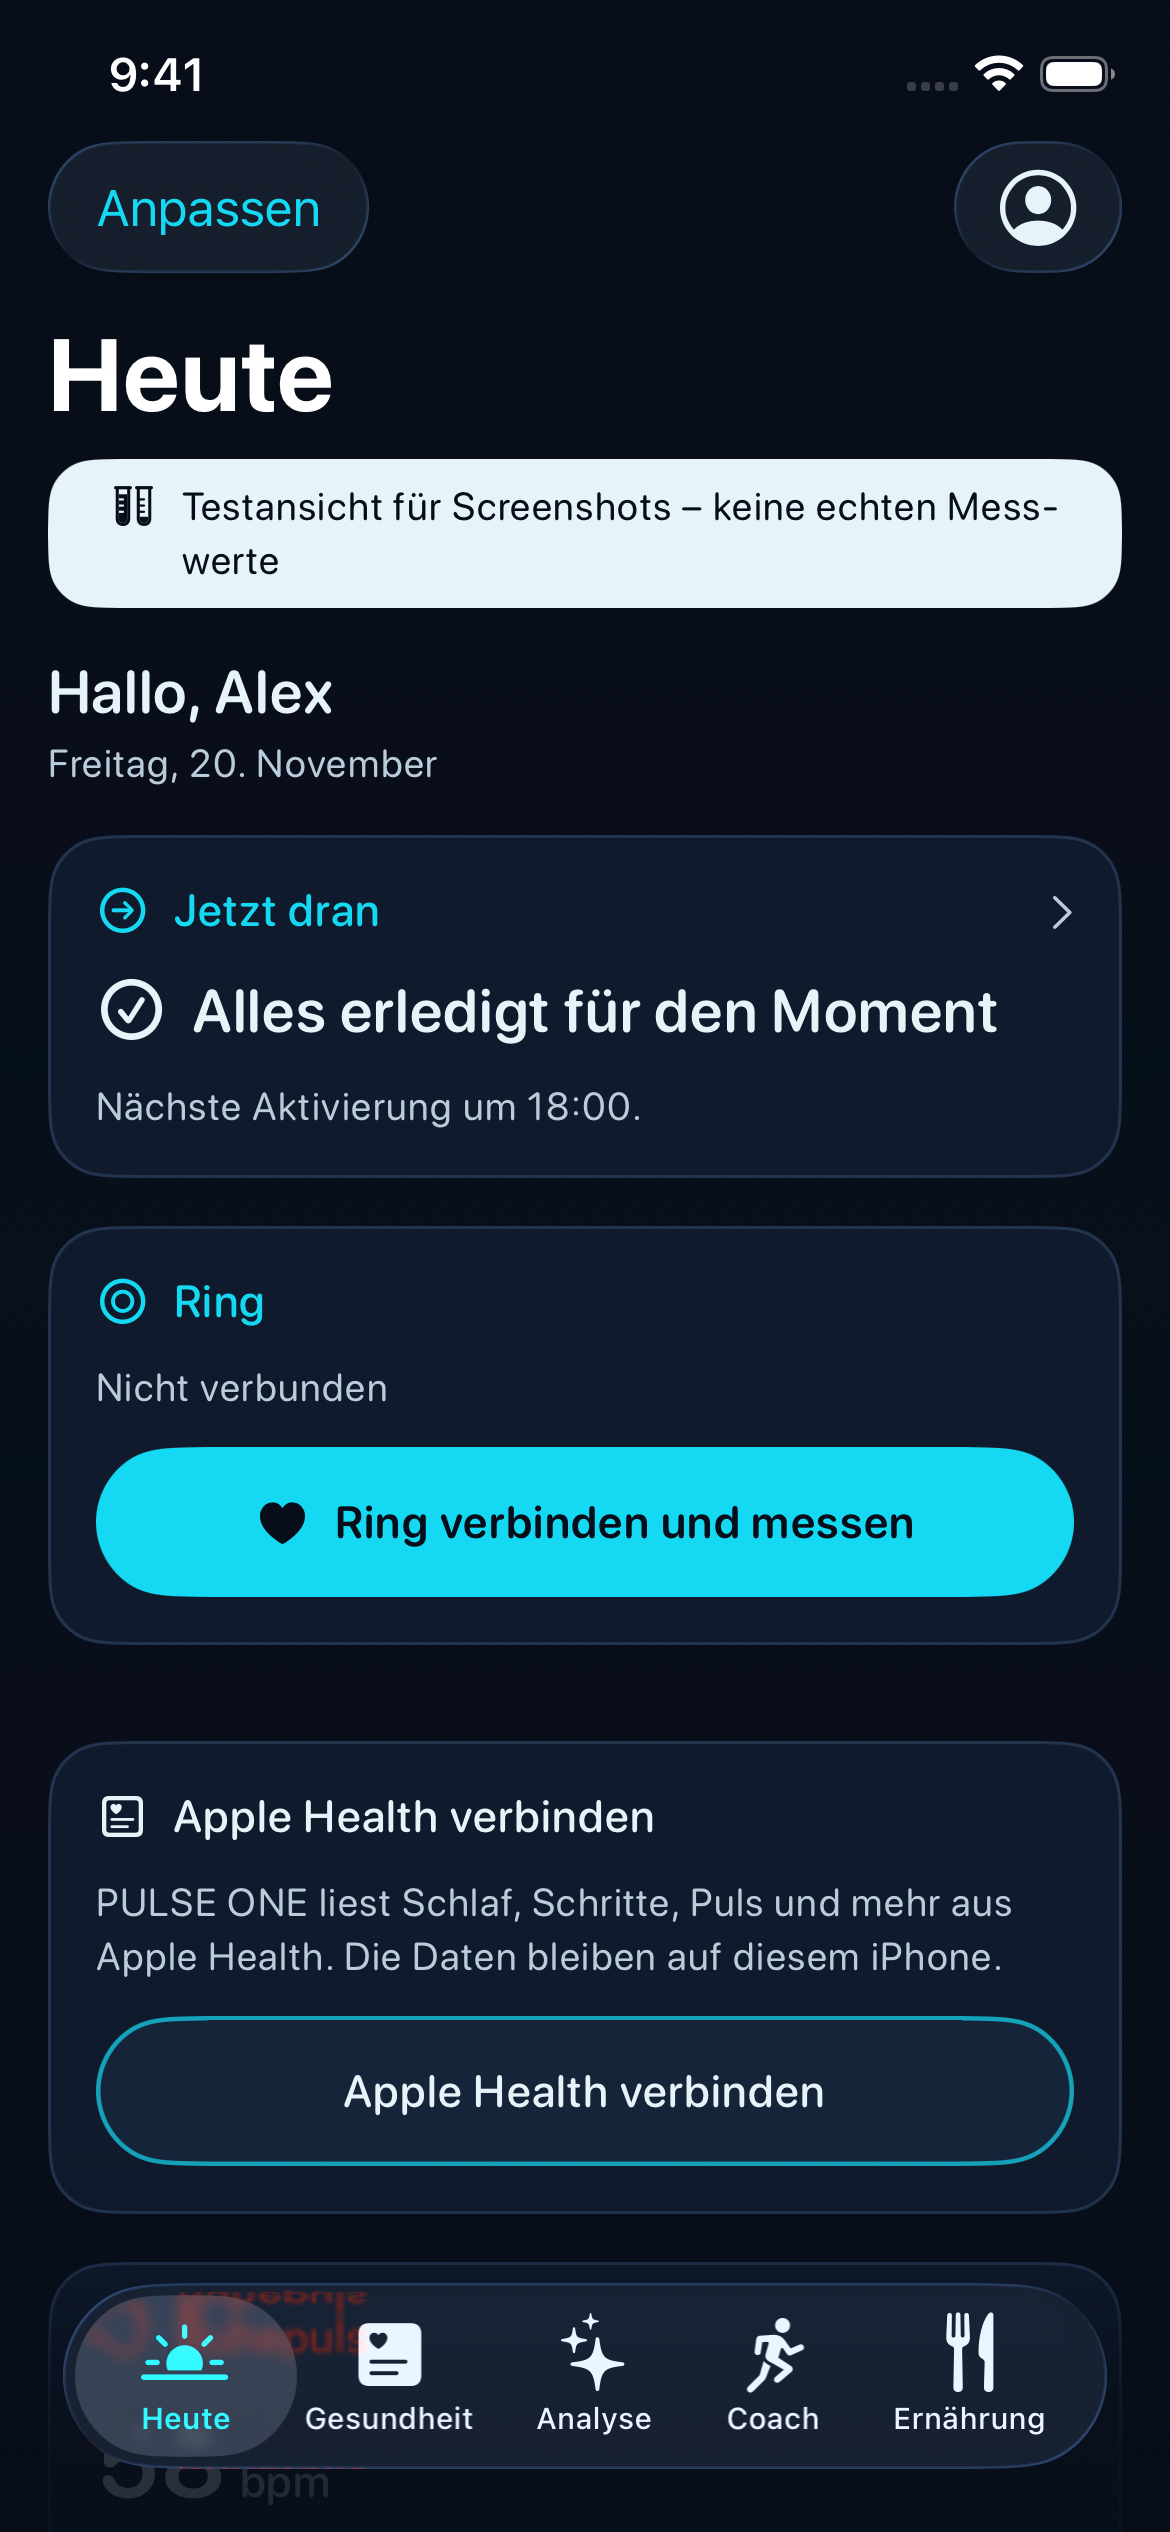 9:41
Anpassen
Heute
Testansicht für Screenshots – keine echten Mess-
werte
Hallo, Alex
Freitag, 20. November
Jetzt dran
Alles erledigt für den Moment
Nächste Aktivierung um 18:00.
Ring
Nicht verbunden
Ring verbinden und messen
Apple Health verbinden
PULSE ONE liest Schlaf, Schritte, Puls und mehr aus
Apple Health. Die Daten bleiben auf diesem iPhone.
Apple Health verbinden
Heute
Gesundheit
Analyse
Coach
Ernährung
bpm